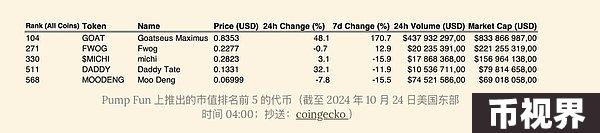 Rank (All Coins) Token Name Price (USD) 24h Change (%) 7d Change (%) 24h Volume (USD) Market Cap (USD)
104 GOAT Goatseus Maximus 0.8353 48.1 170.7 $437 932 297,00 $833 866 987,00
271 FWOG Fwog 0.2277 -0.7 12.9 $20 235 391,00 $221 255 319,00
330 $MICHI michi 0.2823 3.1 -15.9 $17 868 368,00 $156 964 138,00
511 DADDY Daddy Tate 0.1331 32.1 -11.9 $10 536 711,00 $79 814 658,00
568 MOODENG Moo Deng 0.06999 -7.8 -15.5 $74 521 586,00 $69 018 058,00
Pump Fun 上推出的市值排名前 5 的代币（截至 2024 年 10 月 24 日美国东部
时间 04:00；抄送：coingecko ）
币视界